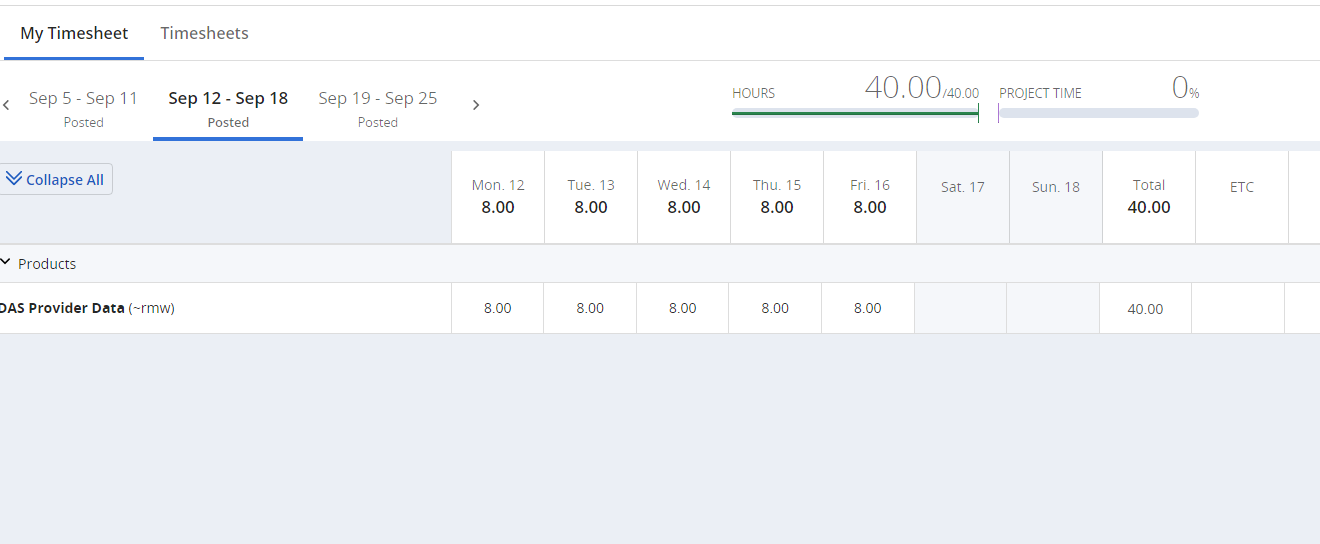 My Timesheet Timesheets
Sep 5 - Sep 11 Sep 12 - Sep 18 Sep 19 - Sep 25
Posted Posted Posted
HOURS 40.00/40.00 PROJECT TIME 0%
Collapse All
Mon. 12 Tue. 13 Wed. 14 Thu. 15 Fri. 16 Sat. 17 Sun. 18 Total ETC
8.00 8.00 8.00 8.00 8.00 40.00
Products
DAS Provider Data (~rmw) 8.00 8.00 8.00 8.00 8.00 40.00